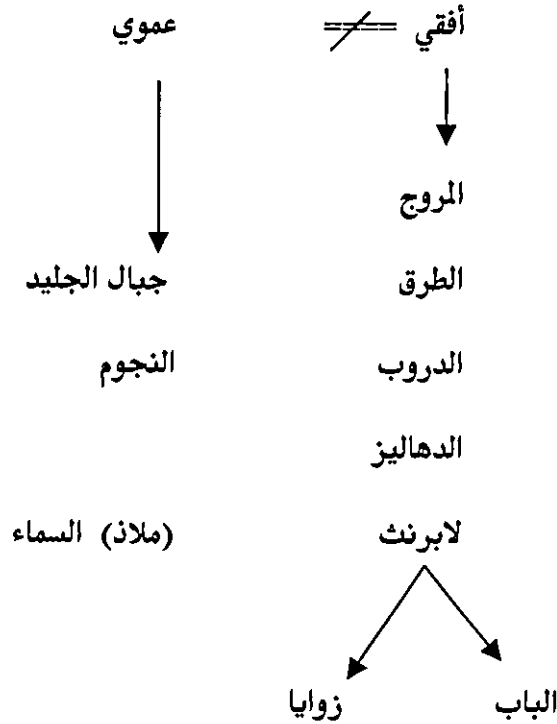 أفقي ≠ عموي
المروج
الطرق جبال الجليد
الدروب النجوم
الدهاليز
لابرنث (ملاذ) السماء
الباب زوايا